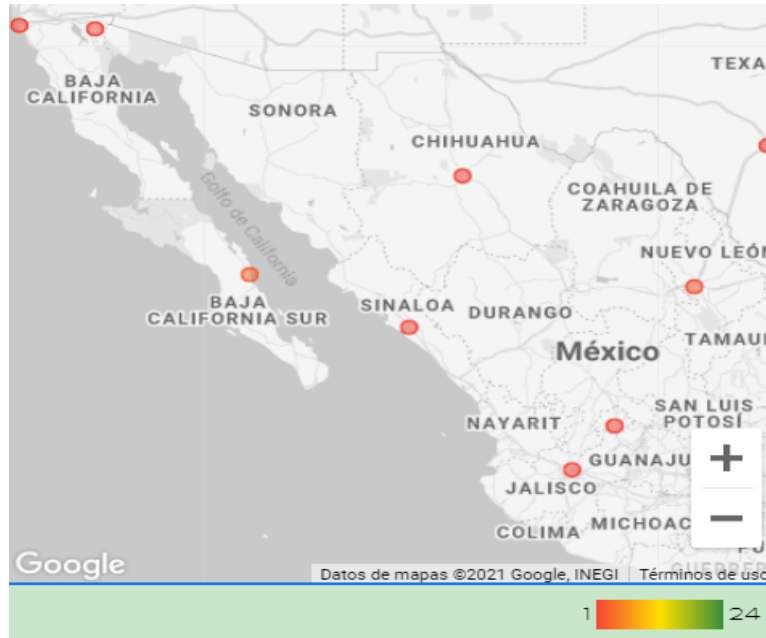 TEXA
BAJA
CALIFORNIA
SONORA
CHIHUAHUA
COAHUILA DE
ZARAGOZA
Golfo de California
NUEVO LEÓN
BAJA
CALIFORNIA SUR
SINALOA
DURANGO
TAMAUI
México
SAN LUIS
POTOSÍ
NAYARIT
GUANAJU
JALISCO
COLIMA
MICHOAC
Google
GUERRER
Datos de mapas ©2021 Google, INEGI
Términos de uso
1
24